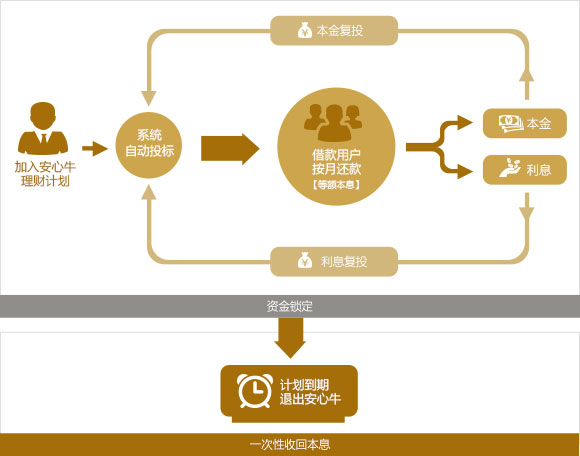 本金复投
加入安心牛
理财计划
系统
自动投标
借款用户
按月还款
【等额本息】
本金
利息
利息复投
资金锁定
计划到期
退出安心牛
一次性收回本息